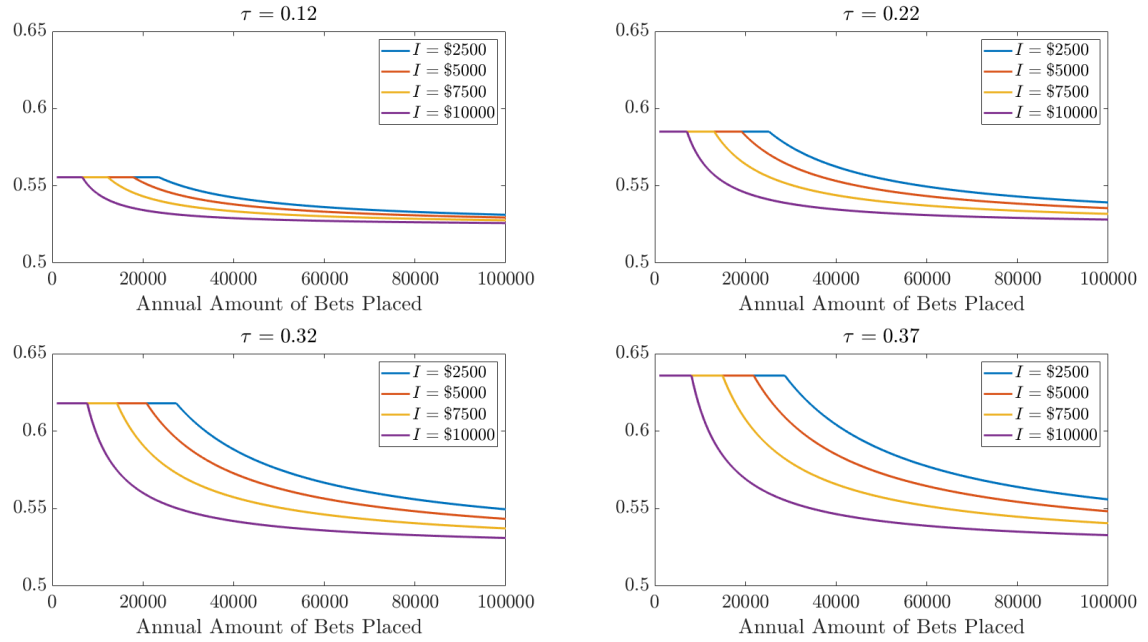 τ = 0.12
0.65
0.6
0.55
0.5
I = $2500
I = $5000
I = $7500
I = $10000
0 20000 40000 60000 80000 100000
Annual Amount of Bets Placed
τ = 0.22
0.65
0.6
0.55
0.5
I = $2500
I = $5000
I = $7500
I = $10000
0 20000 40000 60000 80000 100000
Annual Amount of Bets Placed
τ = 0.32
0.65
0.6
0.55
0.5
I = $2500
I = $5000
I = $7500
I = $10000
0 20000 40000 60000 80000 100000
Annual Amount of Bets Placed
τ = 0.37
0.65
0.6
0.55
0.5
I = $2500
I = $5000
I = $7500
I = $10000
0 20000 40000 60000 80000 100000
Annual Amount of Bets Placed